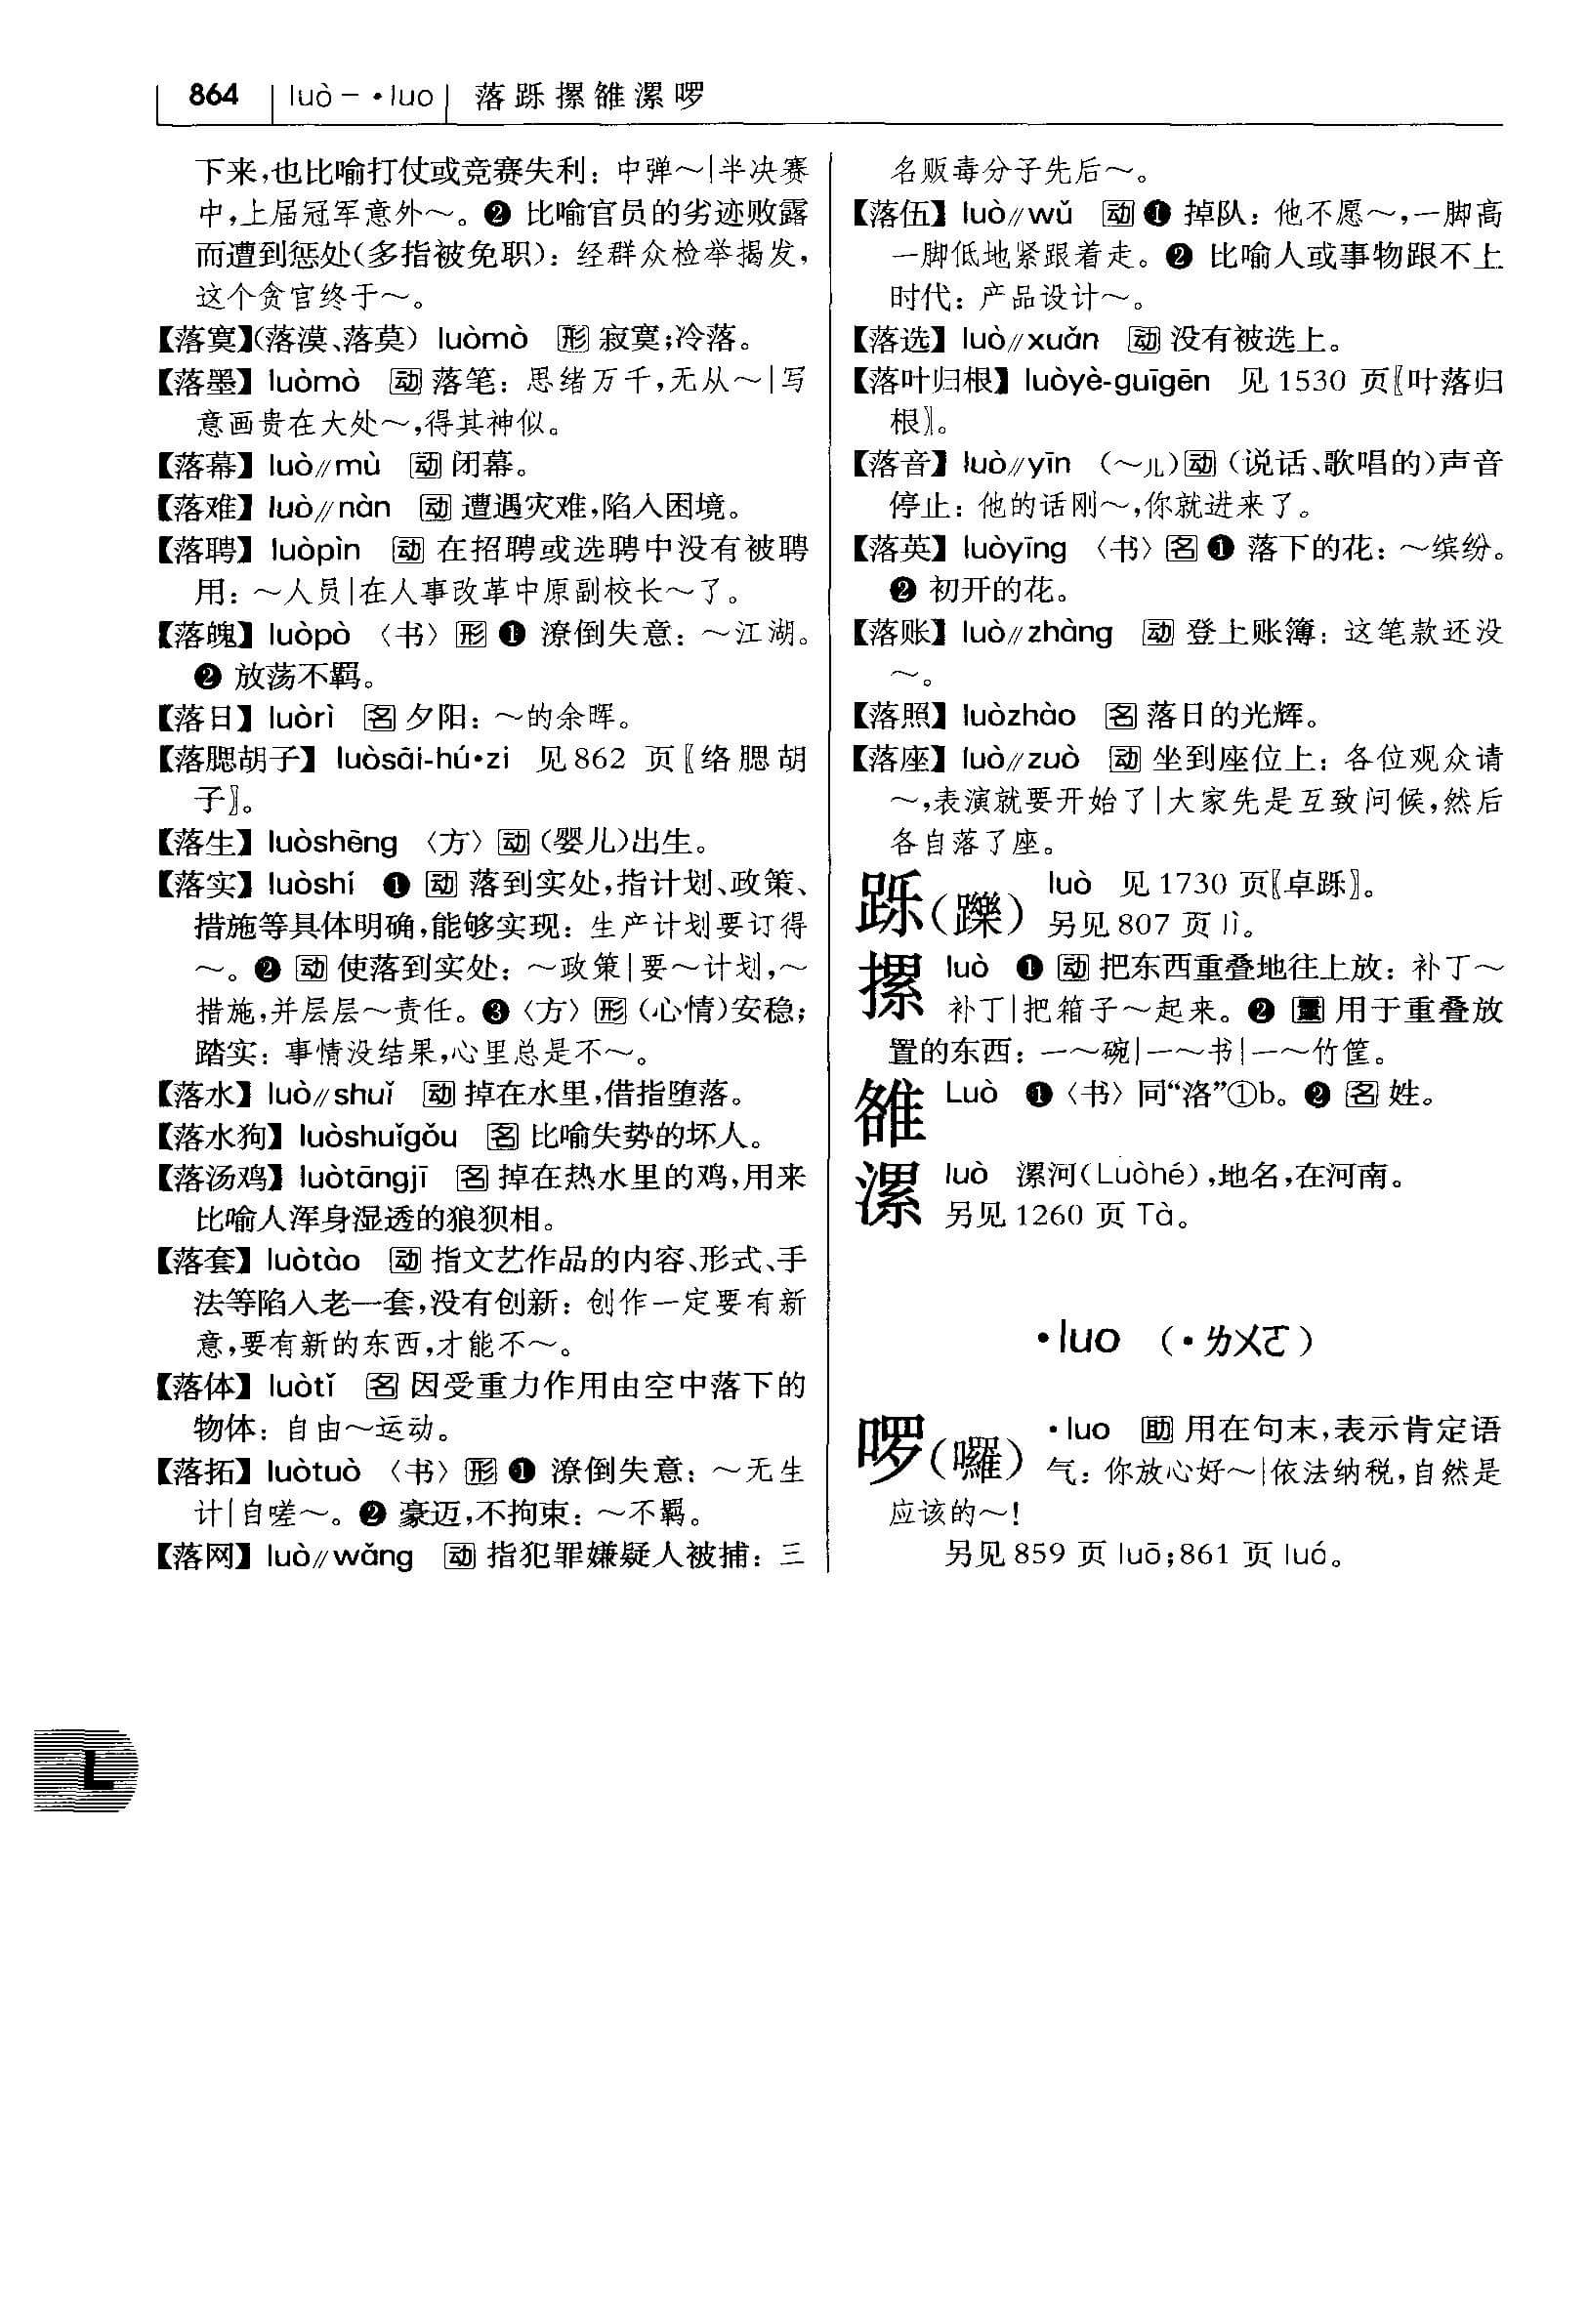 864 luò－·luo 落跞摞雒漯啰
下来,也比喻打仗或竞赛失利：中弹～|半决赛
中,上届冠军意外～。❷ 比喻官员的劣迹败露
而遭到惩处(多指被免职)：经群众检举揭发,
这个贪官终于～。
【落寞】(落漠、落莫) luòmò 形 寂寞;冷落。
【落墨】luòmò 动 落笔：思绪万千,无从～|写
意画贵在大处～,得其神似。
【落幕】luò//mù 动 闭幕。
【落难】luò//nàn 动 遭遇灾难,陷入困境。
【落聘】luòpìn 动 在招聘或选聘中没有被聘
用：～人员|在人事改革中原副校长～了。
【落魄】luòpò 〈书〉形 ❶ 潦倒失意：～江湖。
❷ 放荡不羁。
【落日】luòrì 名 夕阳：～的余晖。
【落腮胡子】luòsāi-hú·zi 见862 页〖络腮胡
子〗。
【落生】luòshēng 〈方〉动 (婴儿)出生。
【落实】luòshí ❶ 动 落到实处,指计划、政策、
措施等具体明确,能够实现：生产计划要订得
～。❷ 动 使落到实处：～政策|要～计划,～
措施,并层层～责任。❸〈方〉形 (心情)安稳;
踏实：事情没结果,心里总是不～。
【落水】luò//shuǐ 动 掉在水里,借指堕落。
【落水狗】luòshuǐgǒu 名 比喻失势的坏人。
【落汤鸡】luòtāngjī 名 掉在热水里的鸡,用来
比喻人浑身湿透的狼狈相。
【落套】luòtào 动 指文艺作品的内容、形式、手
法等陷入老一套,没有创新：创作一定要有新
意,要有新的东西,才能不～。
【落体】luòtǐ 名 因受重力作用由空中落下的
物体：自由～运动。
【落拓】luòtuò 〈书〉形 ❶ 潦倒失意：～无生
计|自嗟～。❷ 豪迈,不拘束：～不羁。
【落网】luò//wǎng 动 指犯罪嫌疑人被捕：三
名贩毒分子先后～。
【落伍】luò//wǔ 动 ❶ 掉队：他不愿～,一脚高
一脚低地紧跟着走。❷ 比喻人或事物跟不上
时代：产品设计～。
【落选】luò//xuǎn 动 没有被选上。
【落叶归根】luòyè-guīgēn 见 1530 页〖叶落归
根〗。
【落音】luò//yīn (～儿)动 (说话、歌唱的)声音
停止：他的话刚～,你就进来了。
【落英】luòyīng 〈书〉名 ❶ 落下的花：～缤纷。
❷ 初开的花。
【落账】luò//zhàng 动 登上账簿：这笔款还没
～。
【落照】luòzhào 名 落日的光辉。
【落座】luò//zuò 动 坐到座位上：各位观众请
～,表演就要开始了|大家先是互致问候,然后
各自落了座。
跞(躒) luò 见 1730 页〖卓跞〗。
另见 807 页 lì。
摞 luò ❶ 动 把东西重叠地往上放：补丁～
补丁|把箱子～起来。❷ 量 用于重叠放
置的东西：一～碗|一～书|一～竹筐。
雒 Luò ❶〈书〉同“洛”①b。❷ 名 姓。
漯 luò 漯河(Luòhé),地名,在河南。
另见 1260 页 Tà。
·luo (·ㄌㄨㄛ)
啰(囉) ·luo 助 用在句末,表示肯定语
气：你放心好～|依法纳税,自然是
应该的～!
另见 859 页 luō;861 页 luó。
L